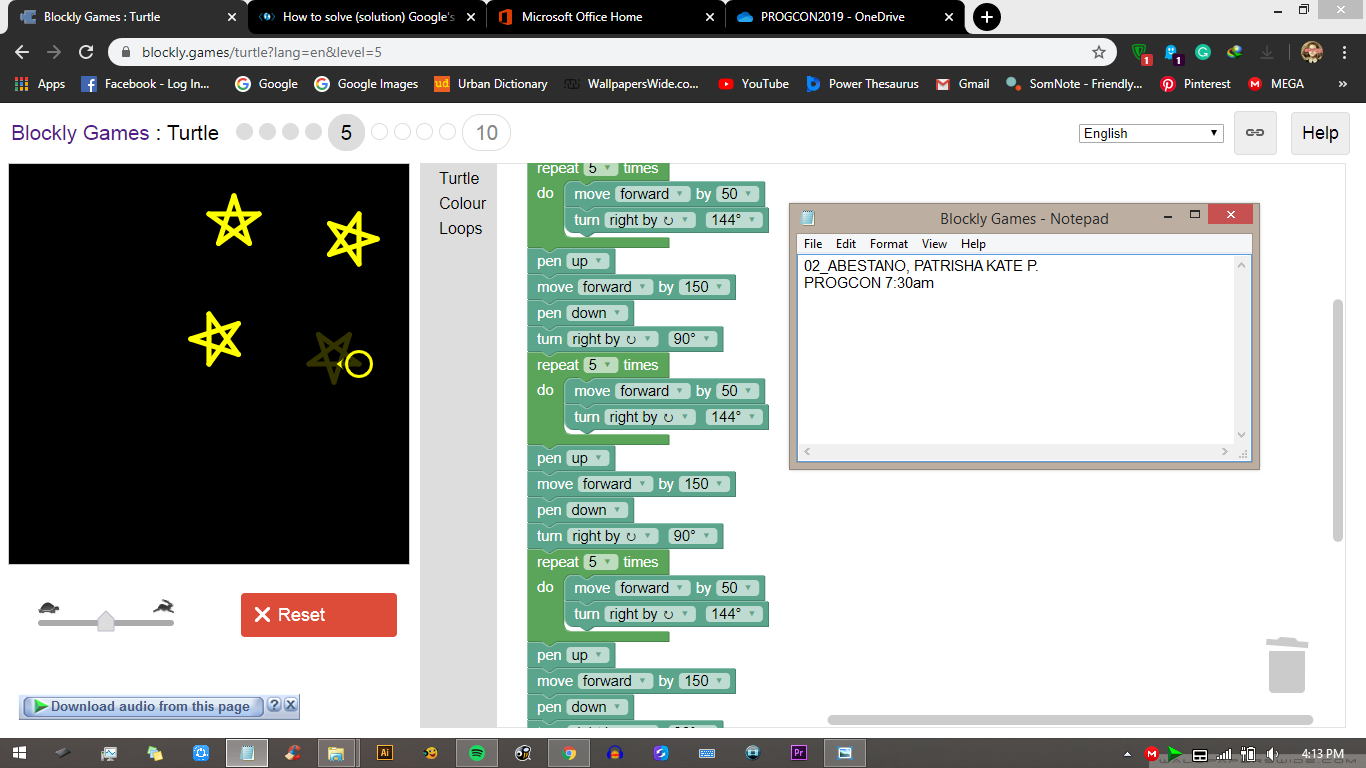 Blockly Games : Turtle
How to solve (solution) Google's
Microsoft Office Home
PROGCON2019 - OneDrive
blockly.games/turtle?lang=en&level=5
1
1
Apps
Facebook - Log In...
Google
Google Images
ud
Urban Dictionary
WallpapersWide.co...
YouTube
Power Thesaurus
Gmail
SomNote - Friendly...
Pinterest
MEGA
»
Blockly Games : Turtle
5
10
English
Help
Turtle
Colour
Loops
repeat 5 times
do move forward by 50
turn right by ↻ 144°
pen up
move forward by 150
pen down
turn right by ↻ 90°
repeat 5 times
do move forward by 50
turn right by ↻ 144°
pen up
move forward by 150
pen down
turn right by ↻ 90°
repeat 5 times
do move forward by 50
turn right by ↻ 144°
pen up
move forward by 150
pen down
Blockly Games - Notepad
File Edit Format View Help
02_ABESTANO, PATRISHA KATE P.
PROGCON 7:30am
Reset
Download audio from this page
?
X
Ai
Pr
4:13 PM